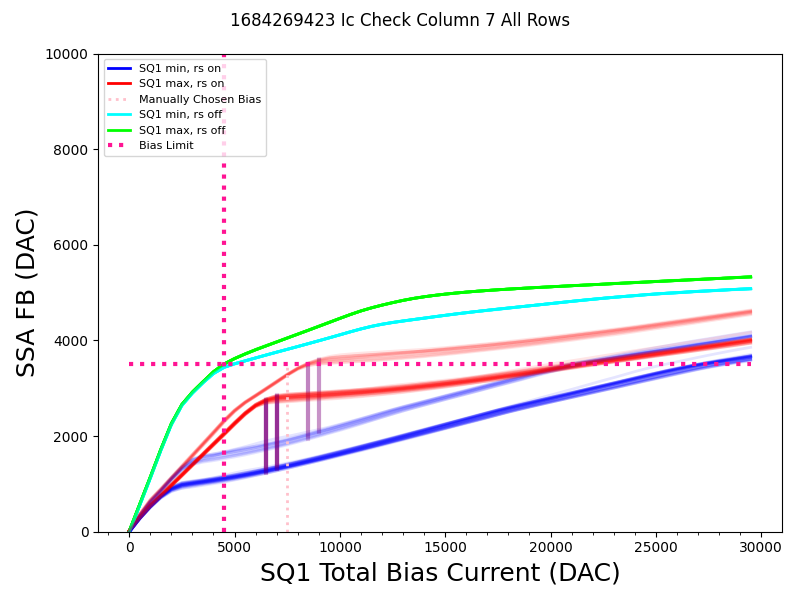 1684269423 Ic Check Column 7 All Rows
10000
8000
6000
4000
2000
0
SSA FB (DAC)
SQ1 min, rs on
SQ1 max, rs on
Manually Chosen Bias
SQ1 min, rs off
SQ1 max, rs off
Bias Limit
0 5000 10000 15000 20000 25000 30000
SQ1 Total Bias Current (DAC)